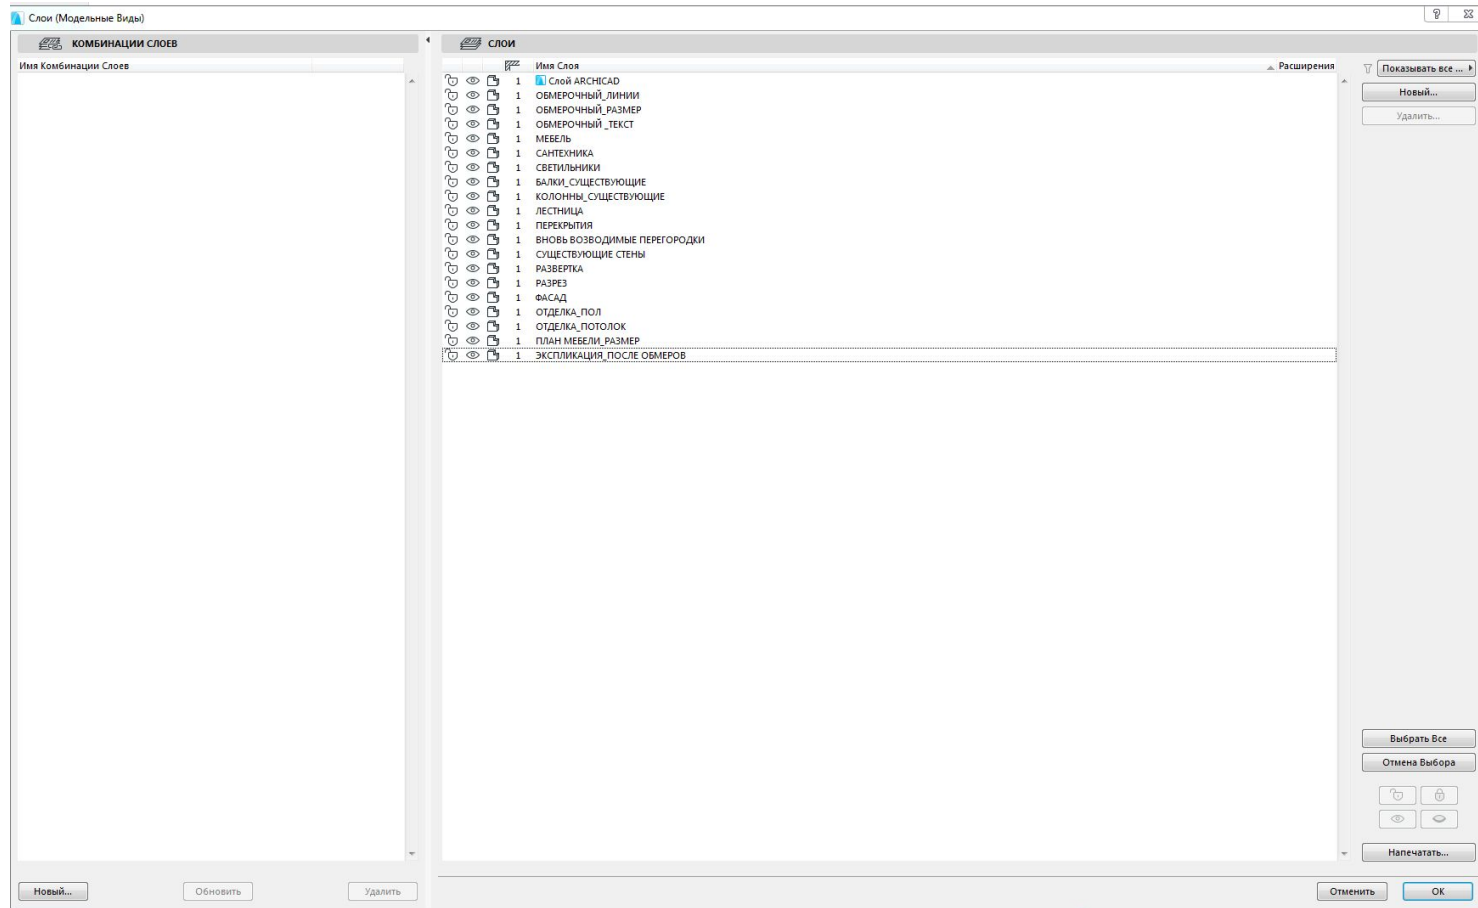 Слои (Модельные Виды)
КОМБИНАЦИИ СЛОЕВ
Имя Комбинации Слоев
СЛОИ
Имя Слоя Расширения
1 Слой ARCHICAD
1 ОБМЕРОЧНЫЙ_ЛИНИИ
1 ОБМЕРОЧНЫЙ_РАЗМЕР
1 ОБМЕРОЧНЫЙ _ТЕКСТ
1 МЕБЕЛЬ
1 САНТЕХНИКА
1 СВЕТИЛЬНИКИ
1 БАЛКИ_СУЩЕСТВУЮЩИЕ
1 КОЛОННЫ_СУЩЕСТВУЮЩИЕ
1 ЛЕСТНИЦА
1 ПЕРЕКРЫТИЯ
1 ВНОВЬ ВОЗВОДИМЫЕ ПЕРЕГОРОДКИ
1 СУЩЕСТВУЮЩИЕ СТЕНЫ
1 РАЗВЕРТКА
1 РАЗРЕЗ
1 ФАСАД
1 ОТДЕЛКА_ПОЛ
1 ОТДЕЛКА_ПОТОЛОК
1 ПЛАН МЕБЕЛИ_РАЗМЕР
1 ЭКСПЛИКАЦИЯ_ПОСЛЕ ОБМЕРОВ
Показывать все ...
Новый...
Удалить...
Выбрать Все
Отмена Выбора
Напечатать...
Новый... Обновить Удалить
Отменить OK